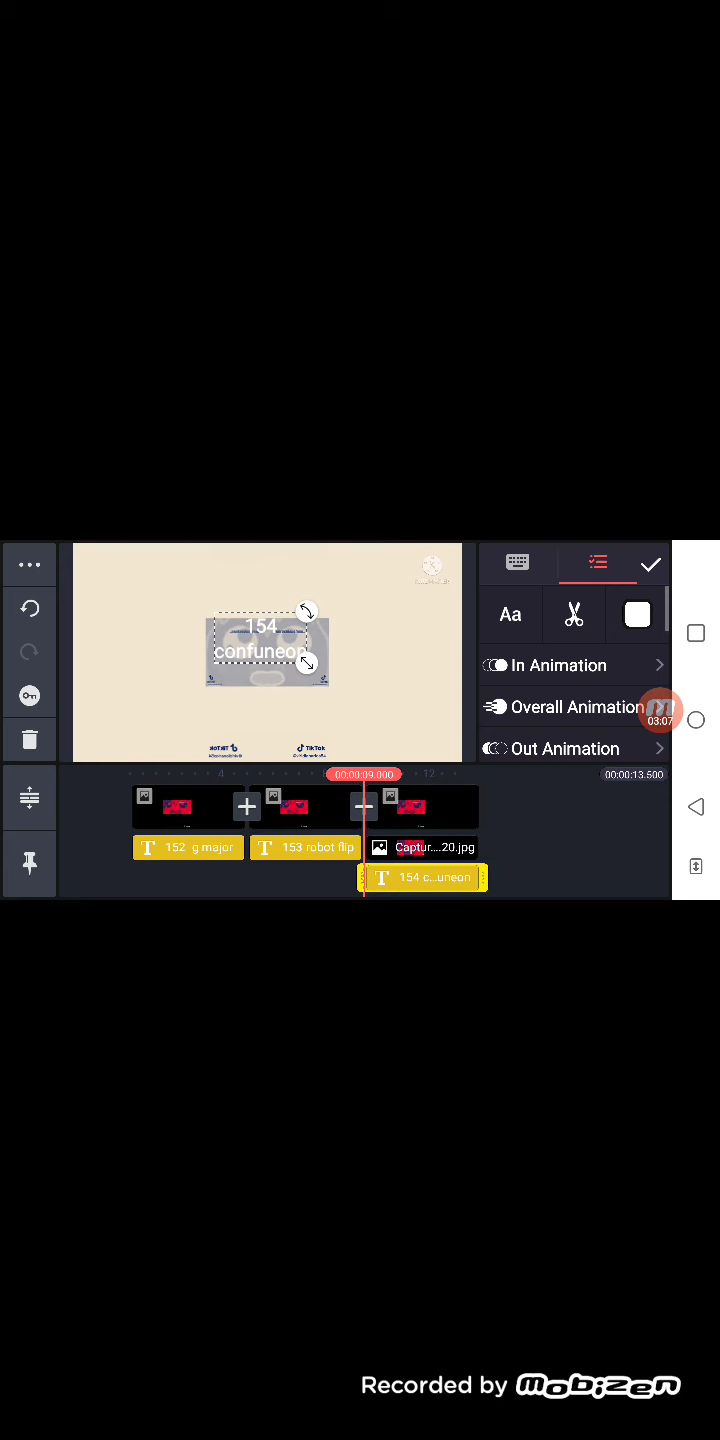 154
confuneon
TikTok
Aa
In Animation
Overall Animation
03:07
Out Animation
4
00:00:09.000
12
00:00:13.500
152 g major
153 robot flip
Captur....20.jpg
154 c...uneon
Recorded by mobizen